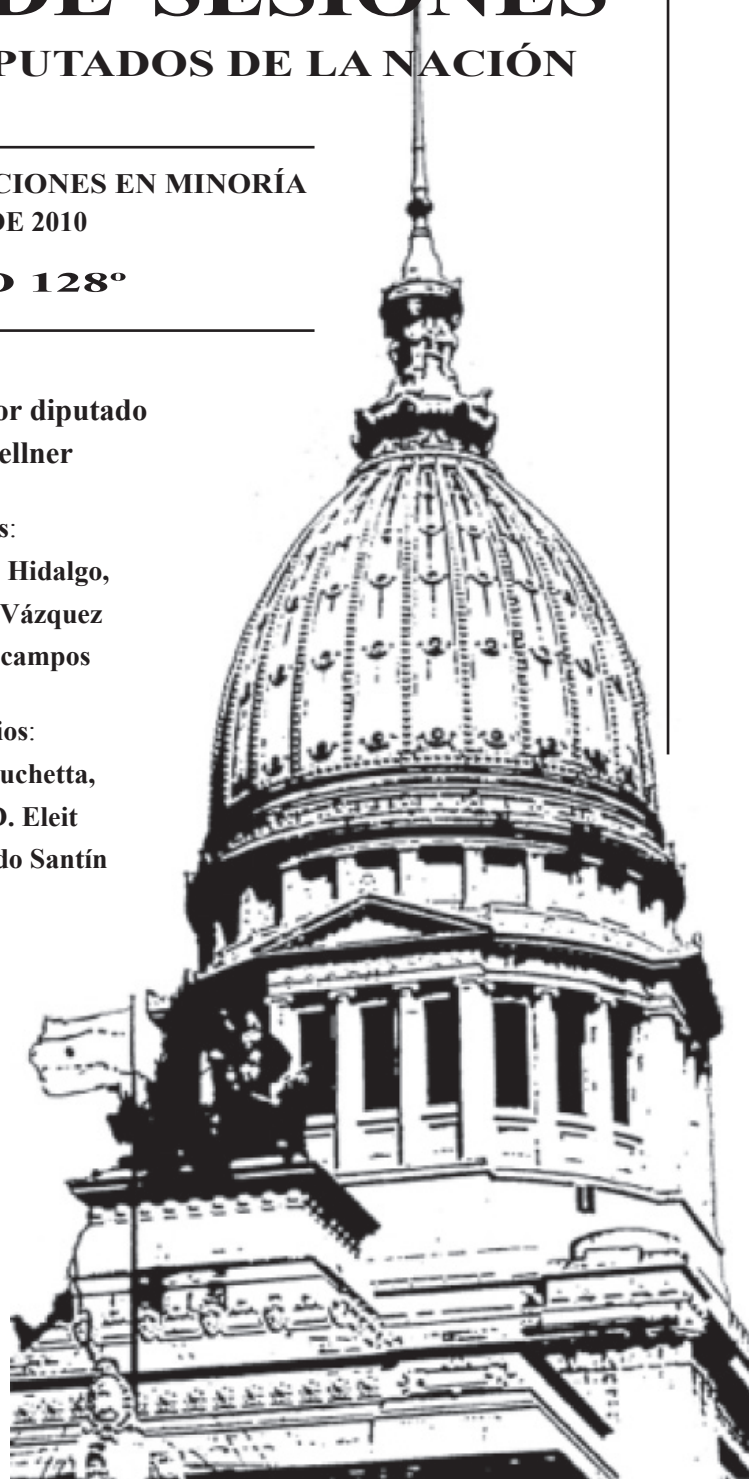 DE SESIONES
PUTADOS DE LA NACIÓN
CIONES EN MINORÍA
DE 2010
O 128º
or diputado
ellner
s:
Hidalgo,
Vázquez
campos
ios:
uchetta,
D. Eleit
do Santín